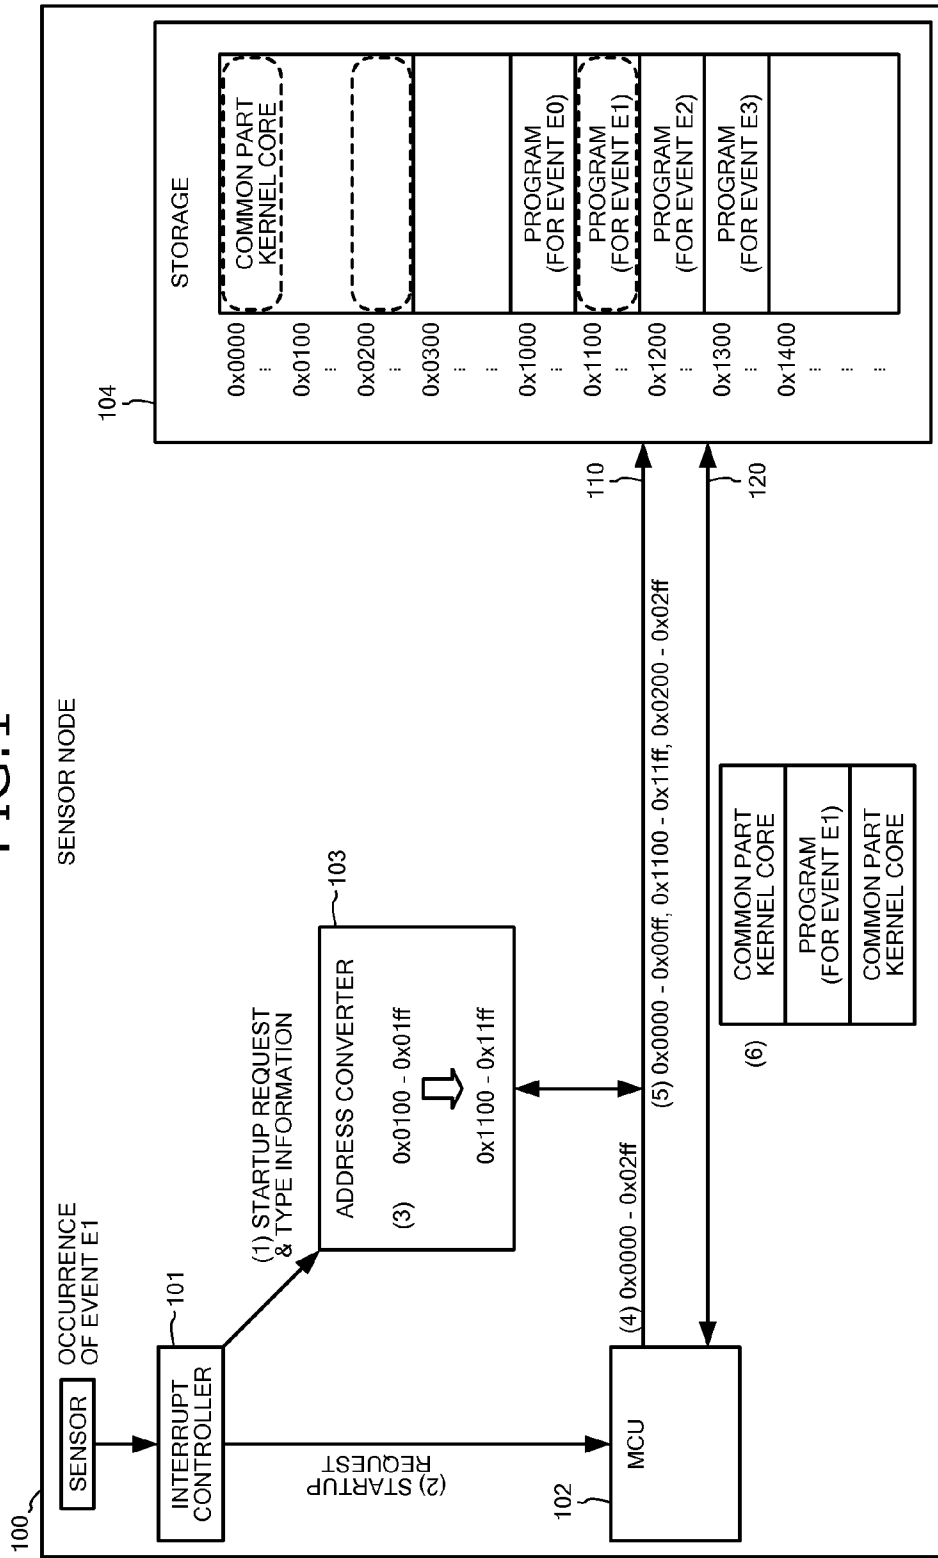 FIG.1
100
SENSOR NODE
SENSOR
OCCURRENCE
OF EVENT E1
INTERRUPT
CONTROLLER
101
(1) STARTUP REQUEST
& TYPE INFORMATION
(2) STARTUP
REQUEST
ADDRESS CONVERTER
103
(3)
0x0100 - 0x01ff
0x1100 - 0x11ff
MCU
102
(4) 0x0000 - 0x02ff
(5) 0x0000 - 0x00ff, 0x1100 - 0x11ff, 0x0200 - 0x02ff
110
120
(6)
COMMON PART
KERNEL CORE
PROGRAM
(FOR EVENT E1)
COMMON PART
KERNEL CORE
104
STORAGE
0x0000
...
0x0100
...
0x0200
...
0x0300
...
...
0x1000
...
0x1100
...
0x1200
...
0x1300
...
0x1400
...
...
...
COMMON PART
KERNEL CORE
PROGRAM
(FOR EVENT E0)
PROGRAM
(FOR EVENT E1)
PROGRAM
(FOR EVENT E2)
PROGRAM
(FOR EVENT E3)